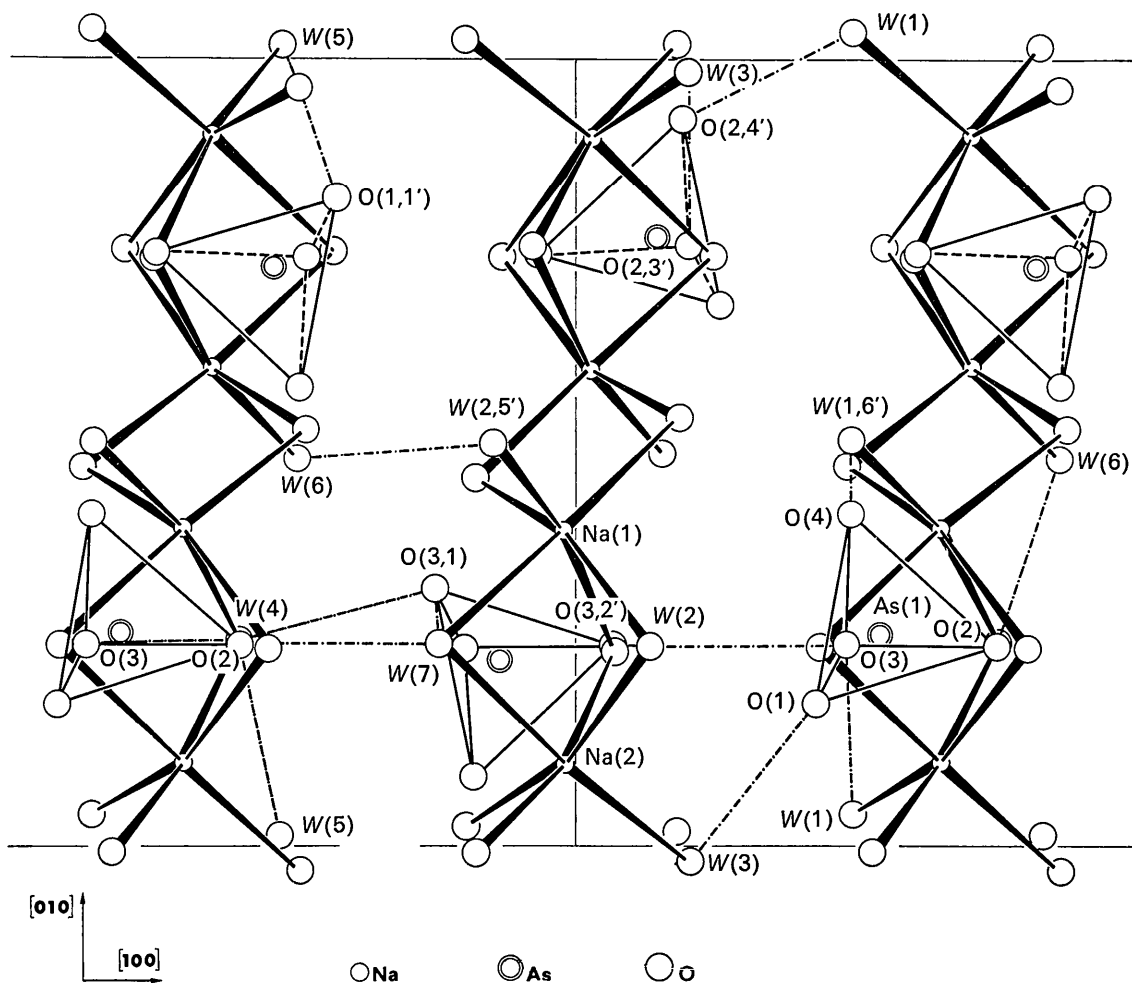 W(5)
W(1)
W(3)
O(2,4')
O(1,1')
O(2,3')
W(2,5')
W(1,6')
W(6)
W(6)
O(4)
Na(1)
O(3,1)
W(4)
O(3,2')
W(2)
As(1)
O(2)
O(3)
O(2)
W(7)
O(3)
O(1)
Na(2)
W(5)
W(1)
W(3)
[010]
[100]
Na
As
O